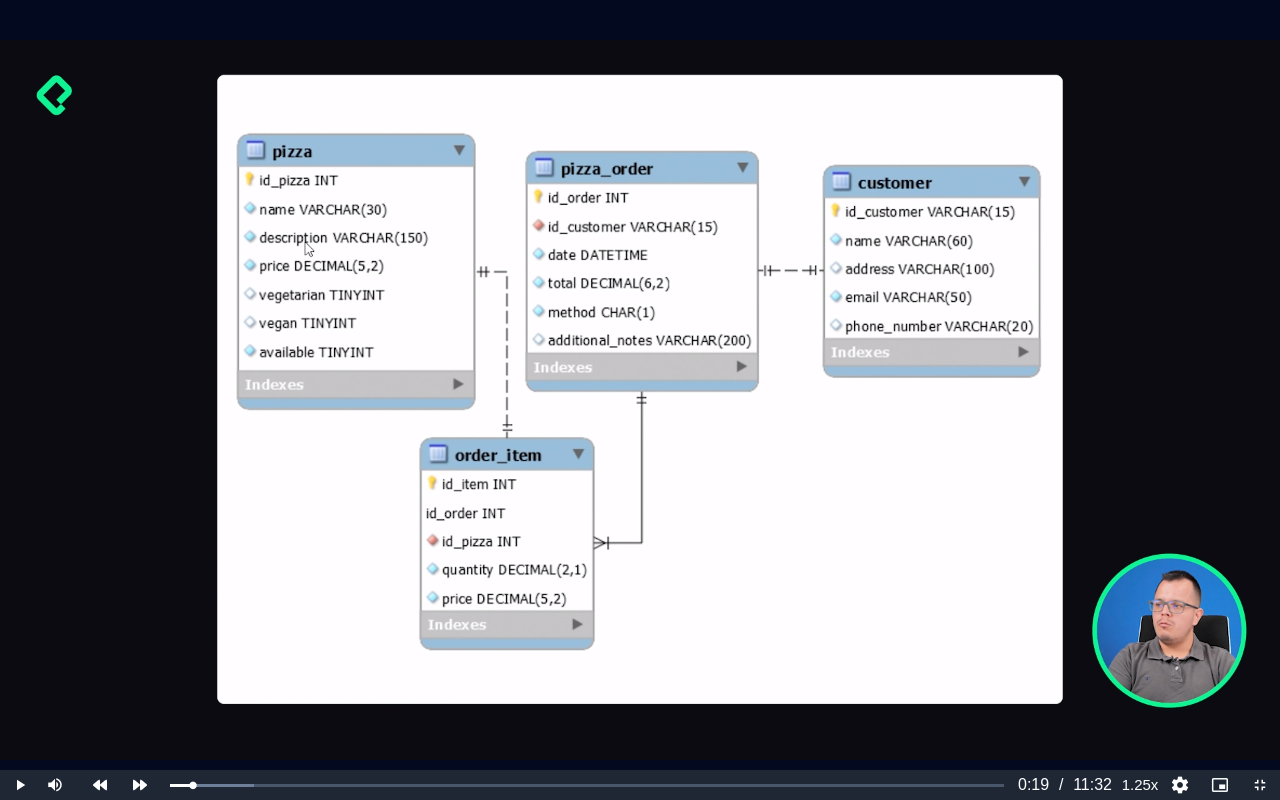 pizza
id_pizza INT
name VARCHAR(30)
description VARCHAR(150)
price DECIMAL(5,2)
vegetarian TINYINT
vegan TINYINT
available TINYINT
Indexes
pizza_order
id_order INT
id_customer VARCHAR(15)
date DATETIME
total DECIMAL(6,2)
method CHAR(1)
additional_notes VARCHAR(200)
Indexes
customer
id_customer VARCHAR(15)
name VARCHAR(60)
address VARCHAR(100)
email VARCHAR(50)
phone_number VARCHAR(20)
Indexes
order_item
id_item INT
id_order INT
id_pizza INT
quantity DECIMAL(2,1)
price DECIMAL(5,2)
Indexes
0:19 / 11:32 1.25x